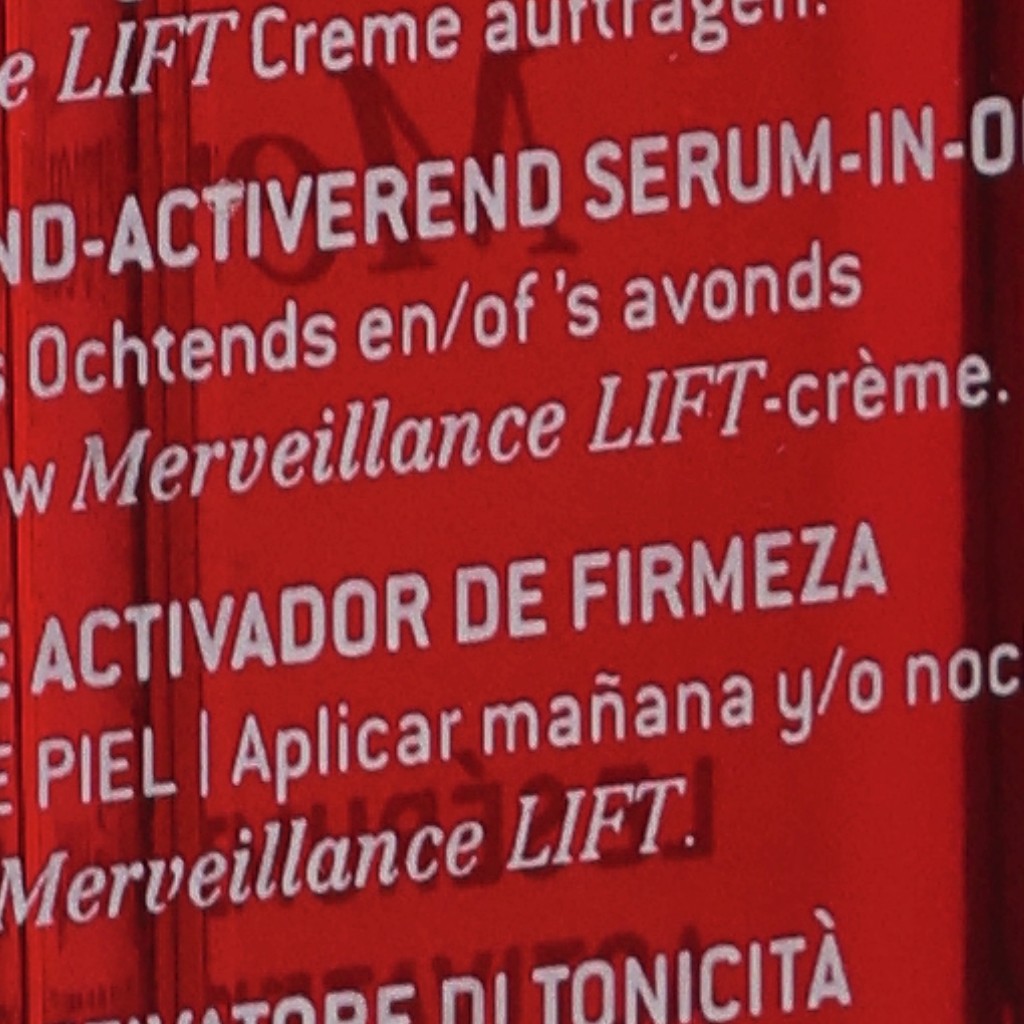 e LIFT Creme auftragen.
ND-ACTIVEREND SERUM-IN-O
s Ochtends en/of 's avonds
w Merveillance LIFT-crème.
E ACTIVADOR DE FIRMEZA
E PIEL | Aplicar mañana y/o noc
Merveillance LIFT.
TIVATORE DI TONICITÀ